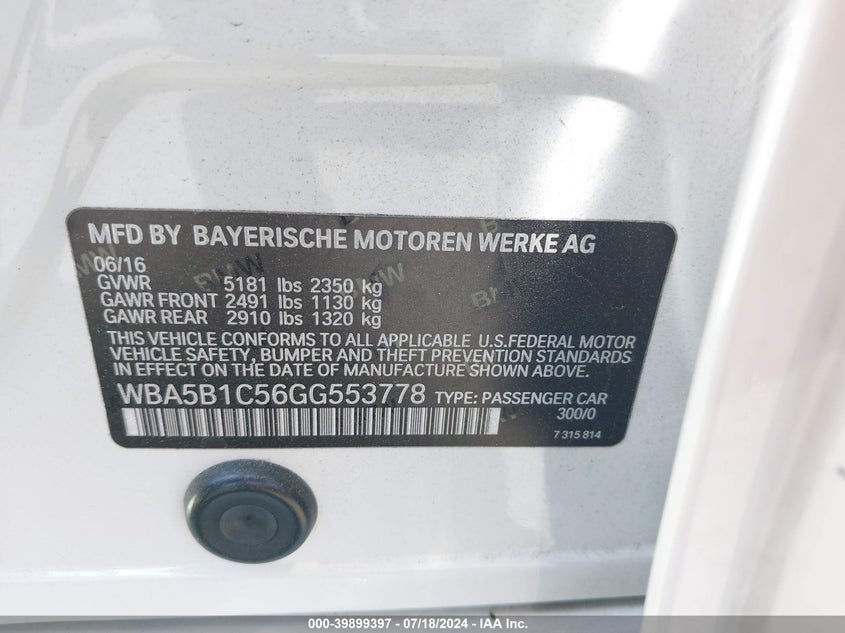 MFD BY BAYERISCHE MOTOREN WERKE AG
06/16
GVWR 5181 lbs 2350 kg
GAWR FRONT 2491 lbs 1130 kg
GAWR REAR 2910 lbs 1320 kg
THIS VEHICLE CONFORMS TO ALL APPLICABLE U.S.FEDERAL MOTOR
VEHICLE SAFETY, BUMPER AND THEFT PREVENTION STANDARDS
IN EFFECT ON THE DATE OF MANUFACTURE SHOWN ABOVE.
WBA5B1C56GG553778 TYPE: PASSENGER CAR
300/0
7 315 814
000-39899397 / 07/18/2024 - IAA Inc.